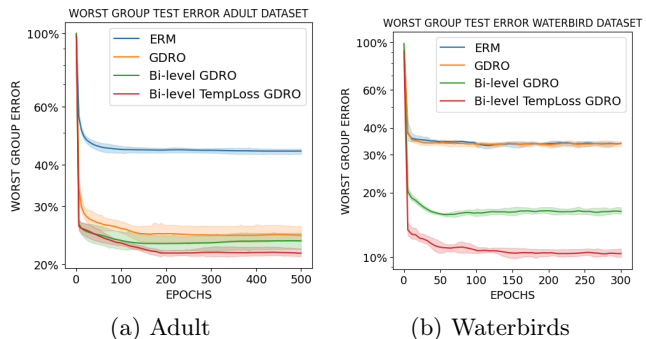 WORST GROUP TEST ERROR ADULT DATASET
100%
60%
40%
30%
20%
WORST GROUP ERROR
ERM
GDRO
Bi-level GDRO
Bi-level TempLoss GDRO
0 100 200 300 400 500
EPOCHS
(a) Adult
WORST GROUP TEST ERROR WATERBIRD DATASET
100%
40%
30%
20%
10%
WORST GROUP ERROR
ERM
GDRO
Bi-level GDRO
Bi-level TempLoss GDRO
0 50 100 150 200 250 300
EPOCHS
(b) Waterbirds